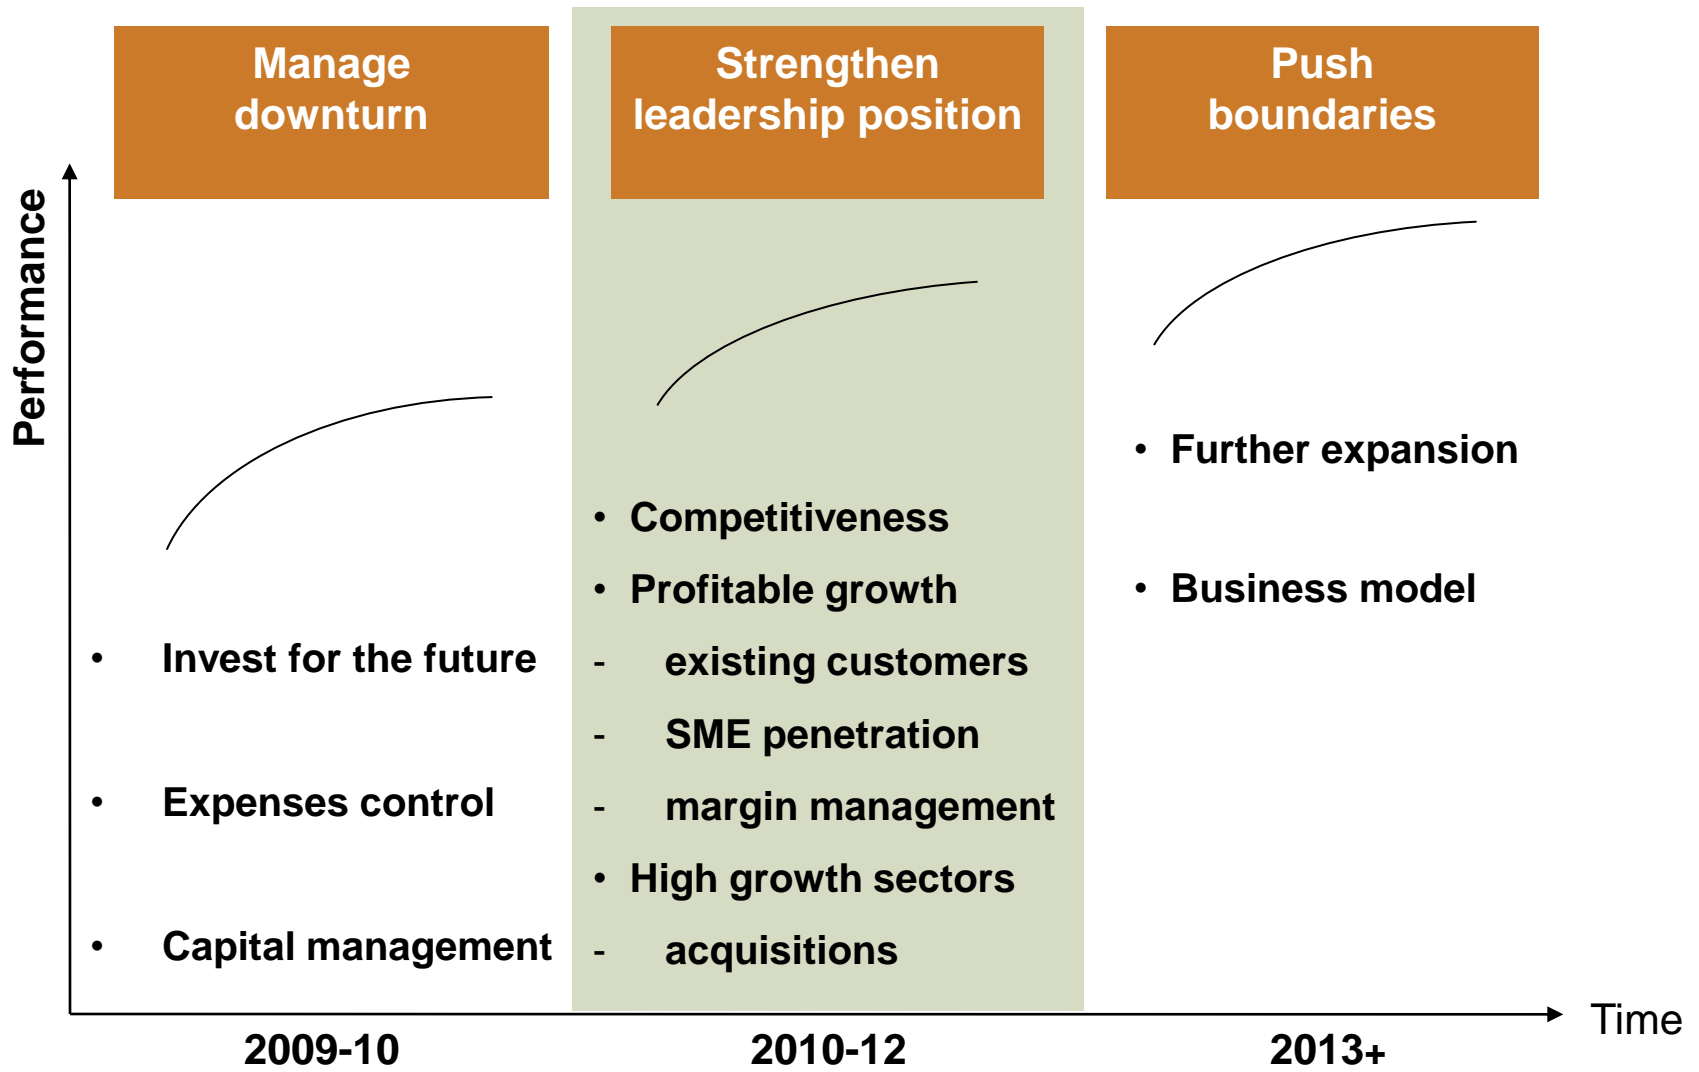 Manage
downturn
Strengthen
leadership position
Push
boundaries
Performance
• Invest for the future
• Expenses control
• Capital management
• Competitiveness
• Profitable growth
- existing customers
- SME penetration
- margin management
• High growth sectors
- acquisitions
• Further expansion
• Business model
2009-10
2010-12
2013+
Time